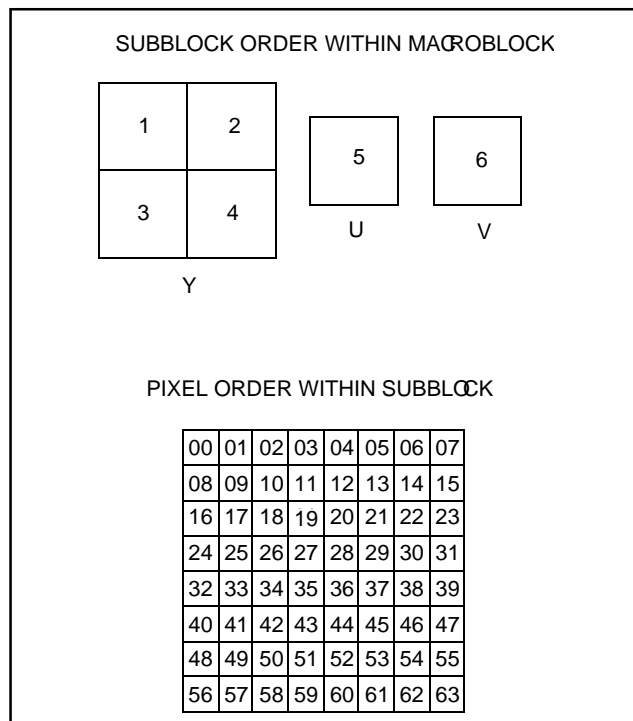 SUBBLOCK ORDER WITHIN MACROBLOCK
1 2
5 6
3 4
U V
Y
PIXEL ORDER WITHIN SUBBLOCK
00 01 02 03 04 05 06 07
08 09 10 11 12 13 14 15
16 17 18 19 20 21 22 23
24 25 26 27 28 29 30 31
32 33 34 35 36 37 38 39
40 41 42 43 44 45 46 47
48 49 50 51 52 53 54 55
56 57 58 59 60 61 62 63